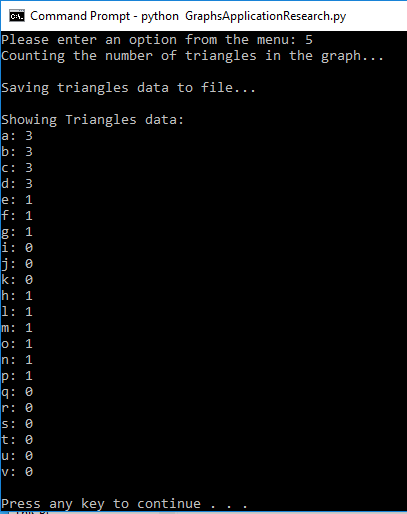 Command Prompt - python  GraphsApplicationResearch.py
Please enter an option from the menu: 5
Counting the number of triangles in the graph...
Saving triangles data to file...
Showing Triangles data:
a: 3
b: 3
c: 3
d: 3
e: 1
f: 1
g: 1
i: 0
j: 0
k: 0
h: 1
l: 1
m: 1
o: 1
n: 1
p: 1
q: 0
r: 0
s: 0
t: 0
u: 0
v: 0
Press any key to continue . . .